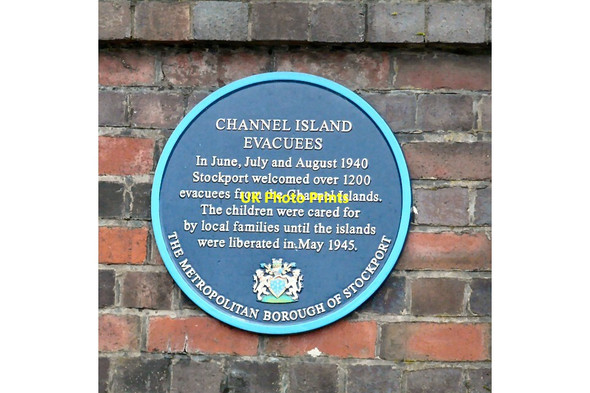 CHANNEL ISLAND
EVACUEES
In June, July and August 1940
Stockport welcomed over 1200
evacuees from the Channel Islands.
UK Photo Prints
The children were cared for
by local families until the islands
were liberated in May 1945.
THE METROPOLITAN BOROUGH OF STOCKPORT